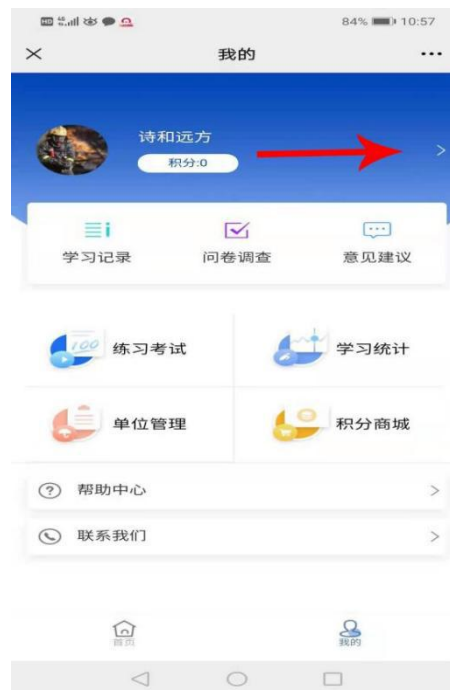 84% 10:57
我的
诗和远方
积分:0
学习记录 问卷调查 意见建议
练习考试 学习统计
单位管理 积分商城
帮助中心
联系我们
首页 我的